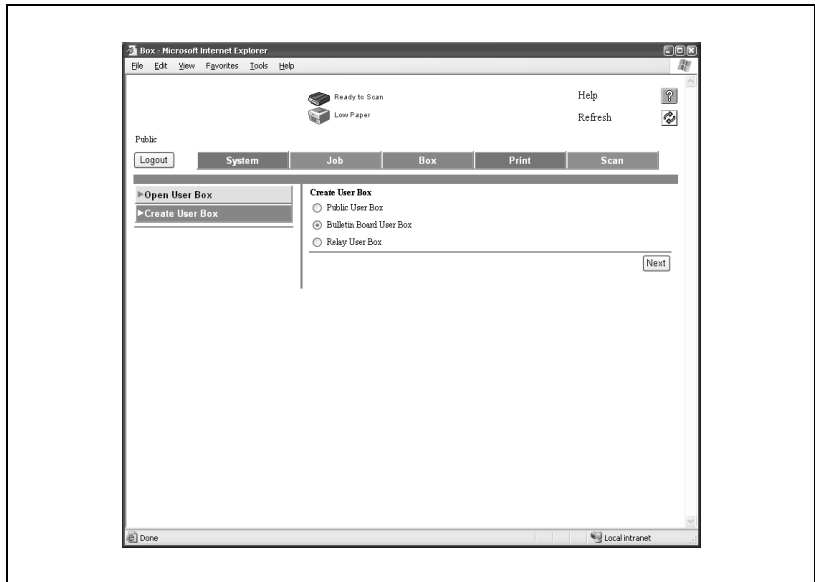 Box - Microsoft Internet Explorer
File Edit View Favorites Tools Help
Ready to Scan
Low Paper
Help
?
Refresh
Public
Logout System Job Box Print Scan
Open User Box
Create User Box
Create User Box
Public User Box
Bulletin Board User Box
Relay User Box
Next
Done
Local intranet